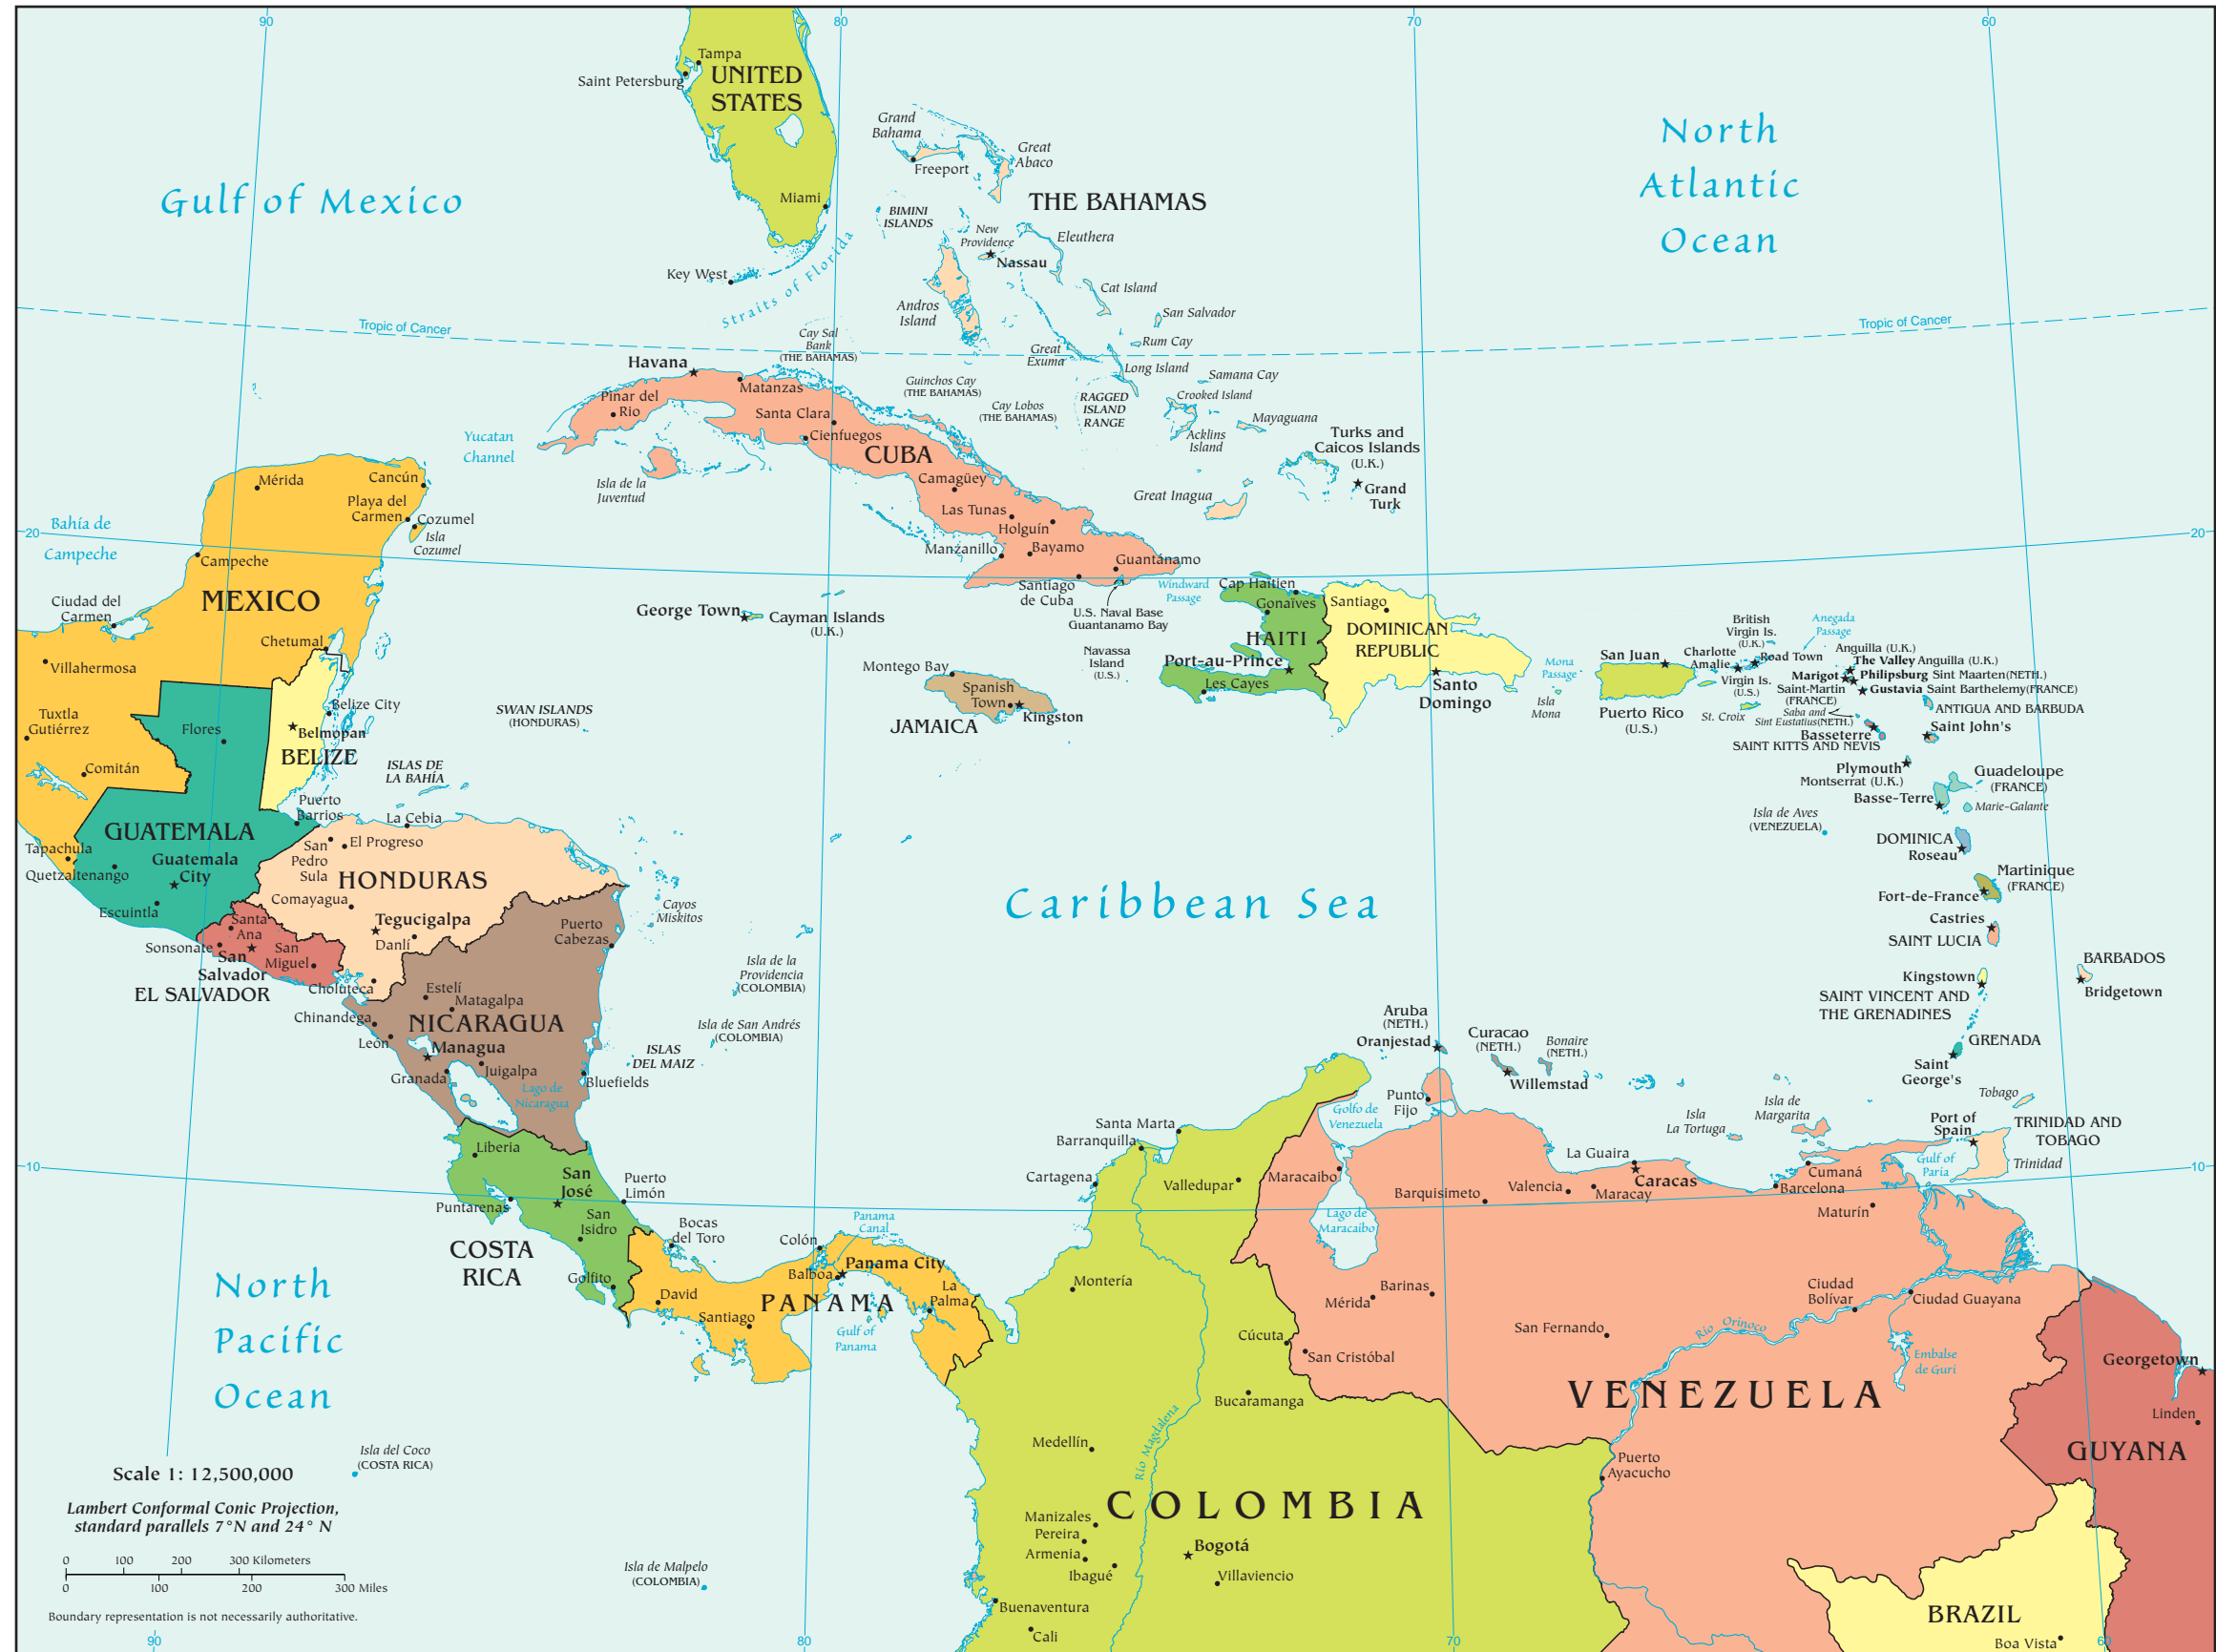 90
80
70
60
Tampa
Saint Petersburg
UNITED
STATES
Miami
Key West
Straits of Florida
Gulf of Mexico
North
Atlantic
Ocean
Grand
Bahama
Freeport
Great
Abaco
THE BAHAMAS
BIMINI
ISLANDS
New
Providence
Nassau
Eleuthera
Andros
Island
Cat Island
San Salvador
Rum Cay
Great
Exuma
Long Island
Samana Cay
Crooked Island
RAGGED
ISLAND
RANGE
Acklins
Island
Mayaguana
Great Inagua
Tropic of Cancer
Tropic of Cancer
Cay Sal
Bank
(THE BAHAMAS)
Guinchos Cay
(THE BAHAMAS)
Cay Lobos
(THE BAHAMAS)
Turks and
Caicos Islands
(U.K.)
Grand
Turk
Havana
Matanzas
Pinar del
Rio
Santa Clara
Cienfuegos
CUBA
Camagüey
Las Tunas
Holguín
Manzanillo
Bayamo
Guantánamo
Santiago
de Cuba
U.S. Naval Base
Guantanamo Bay
Isla de la
Juventud
Yucatan
Channel
Windward
Passage
20
20
Bahía de
Campeche
Mérida
Cancún
Playa del
Carmen
Cozumel
Isla
Cozumel
Campeche
MEXICO
Ciudad del
Carmen
Chetumal
Villahermosa
Tuxtla
Gutiérrez
Comitán
Tapachula
George Town
Cayman Islands
(U.K.)
Montego Bay
Spanish
Town
Kingston
JAMAICA
Navassa
Island
(U.S.)
Cap Haïtien
Gonaïves
HAITI
Port-au-Prince
Les Cayes
Santiago
DOMINICAN
REPUBLIC
Santo
Domingo
Mona
Passage
Isla
Mona
San Juan
Puerto Rico
(U.S.)
British
Virgin Is.
(U.K.)
Charlotte
Amalie
Road Town
Virgin Is.
(U.S.)
St. Croix
Anegada
Passage
Anguilla (U.K.)
The Valley Anguilla (U.K.)
Marigot
Philipsburg Sint Maarten(NETH.)
Saint-Martin
(FRANCE)
Gustavia Saint Barthelemy(FRANCE)
Saba and
Sint Eustatius(NETH.)
ANTIGUA AND BARBUDA
Saint John's
Basseterre
SAINT KITTS AND NEVIS
Plymouth
Montserrat (U.K.)
Guadeloupe
(FRANCE)
Basse-Terre
Marie-Galante
Isla de Aves
(VENEZUELA)
DOMINICA
Roseau
Martinique
(FRANCE)
Fort-de-France
Castries
SAINT LUCIA
BARBADOS
Bridgetown
Kingstown
SAINT VINCENT AND
THE GRENADINES
GRENADA
Saint
George's
Tobago
Port of
Spain
TRINIDAD AND
TOBAGO
Trinidad
Gulf of
Paria
Flores
Belize City
Belmopan
BELIZE
SWAN ISLANDS
(HONDURAS)
ISLAS DE
LA BAHÍA
Puerto
Barrios
GUATEMALA
Guatemala
City
Quetzaltenango
Escuintla
La Cebia
San
Pedro
Sula
El Progreso
HONDURAS
Comayagua
Tegucigalpa
Danlí
Choluteca
Santa
Ana
Sonsonate
San
Salvador
San
Miguel
EL SALVADOR
Puerto
Cabezas
Cayos
Miskitos
Estelí
Matagalpa
Chinandega
NICARAGUA
León
Managua
Juigalpa
Granada
Lago de
Nicaragua
Bluefields
Isla de la
Providencia
(COLOMBIA)
Isla de San Andrés
(COLOMBIA)
ISLAS
DEL MAIZ
Caribbean Sea
Aruba
(NETH.)
Oranjestad
Curacao
(NETH.)
Bonaire
(NETH.)
Willemstad
10
10
Liberia
San
José
Puerto
Limón
Puntarenas
San
Isidro
COSTA
RICA
Golfito
Bocas
del Toro
David
Santiago
Colón
Balboa
Panama
Canal
Panama City
PANAMA
La
Palma
Gulf of
Panama
Santa Marta
Barranquilla
Cartagena
Valledupar
Montería
Cúcuta
Bucaramanga
Medellín
Río Magdalena
COLOMBIA
Manizales
Pereira
Armenia
Ibagué
Bogotá
Villaviencio
Buenaventura
Cali
Golfo de
Venezuela
Punto
Fijo
Maracaibo
Lago de
Maracaibo
Barquisimeto
Valencia
Maracay
La Guaira
Caracas
Isla
La Tortuga
Isla de
Margarita
Cumaná
Barcelona
Maturín
Mérida
Barinas
San Cristóbal
San Fernando
Río Orinoco
Ciudad
Bolívar
Ciudad Guayana
Embalse
de Guri
VENEZUELA
Puerto
Ayacucho
Georgetown
Linden
GUYANA
BRAZIL
Boa Vista
North
Pacific
Ocean
Isla del Coco
(COSTA RICA)
Isla de Malpelo
(COLOMBIA)
Scale 1: 12,500,000
Lambert Conformal Conic Projection,
standard parallels 7°N and 24° N
0 100 200 300 Kilometers
0 100 200 300 Miles
Boundary representation is not necessarily authoritative.
90
80
70
60